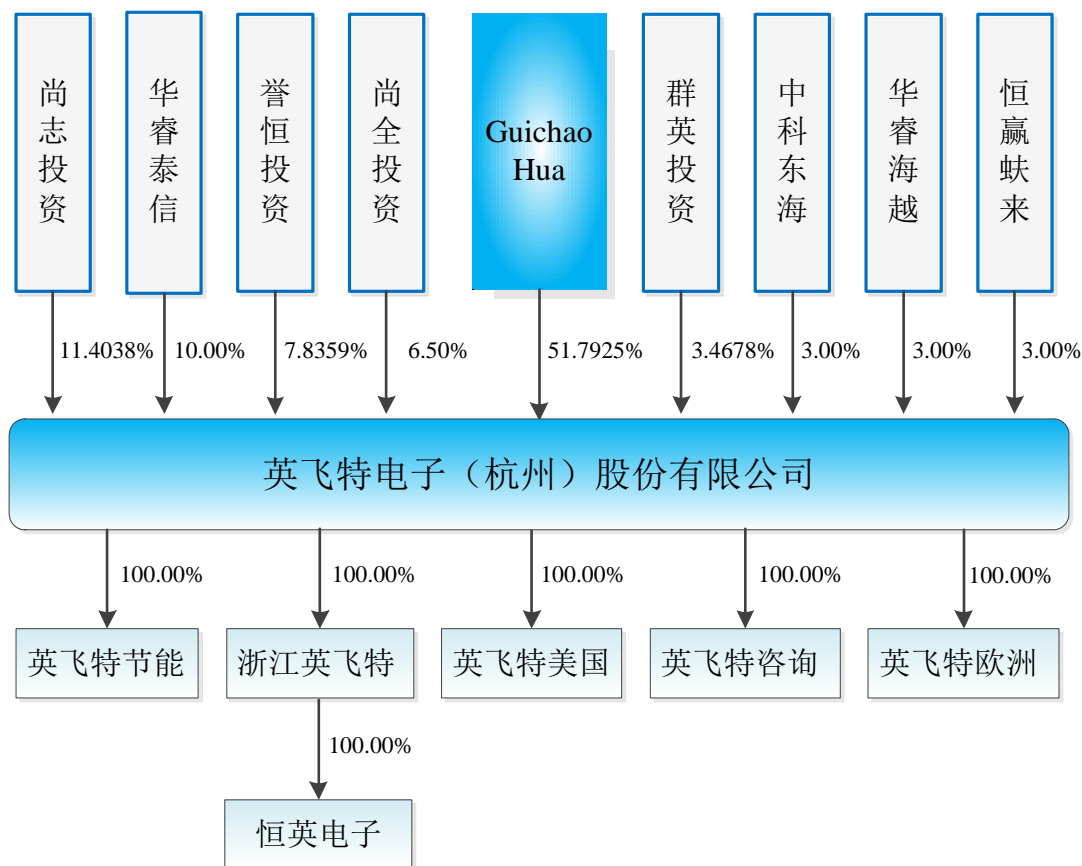 尚志投资
华睿泰信
誉恒投资
尚全投资
Guichao
Hua
群英投资
中科东海
华睿海越
恒赢蚨来
11.4038%
10.00%
7.8359%
6.50%
51.7925%
3.4678%
3.00%
3.00%
3.00%
英飞特电子（杭州）股份有限公司
100.00%
100.00%
100.00%
100.00%
100.00%
英飞特节能
浙江英飞特
英飞特美国
英飞特咨询
英飞特欧洲
100.00%
恒英电子